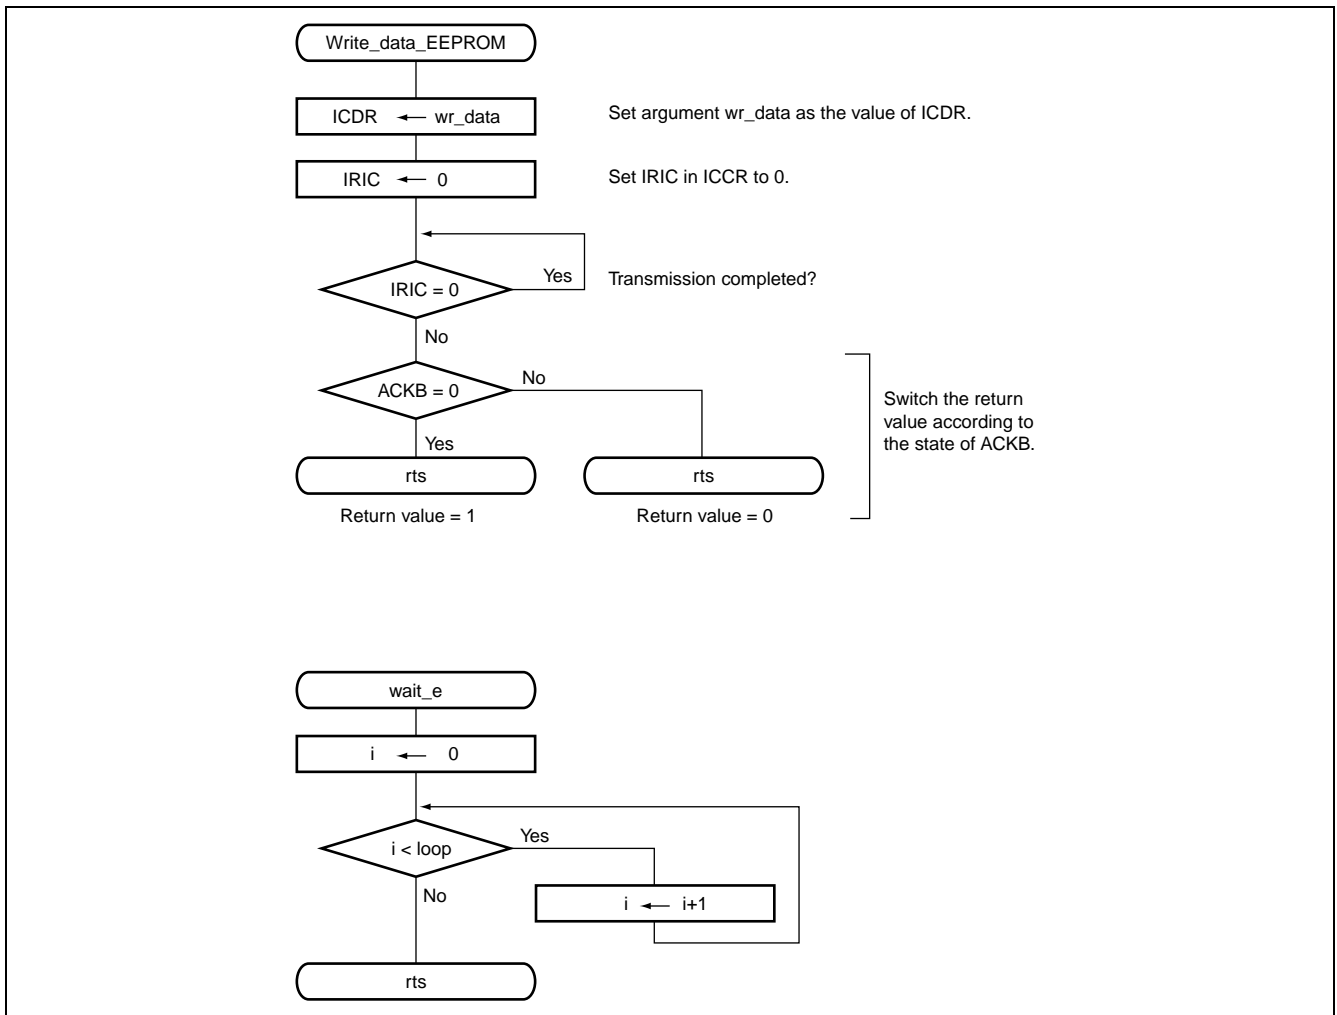 Write_data_EEPROM
ICDR ← wr_data
Set argument wr_data as the value of ICDR.
IRIC ← 0
Set IRIC in ICCR to 0.
IRIC = 0
Yes
Transmission completed?
No
ACKB = 0
No
Yes
Switch the return
value according to
the state of ACKB.
rts
rts
Return value = 1
Return value = 0
wait_e
i ← 0
i < loop
Yes
No
i ← i+1
rts